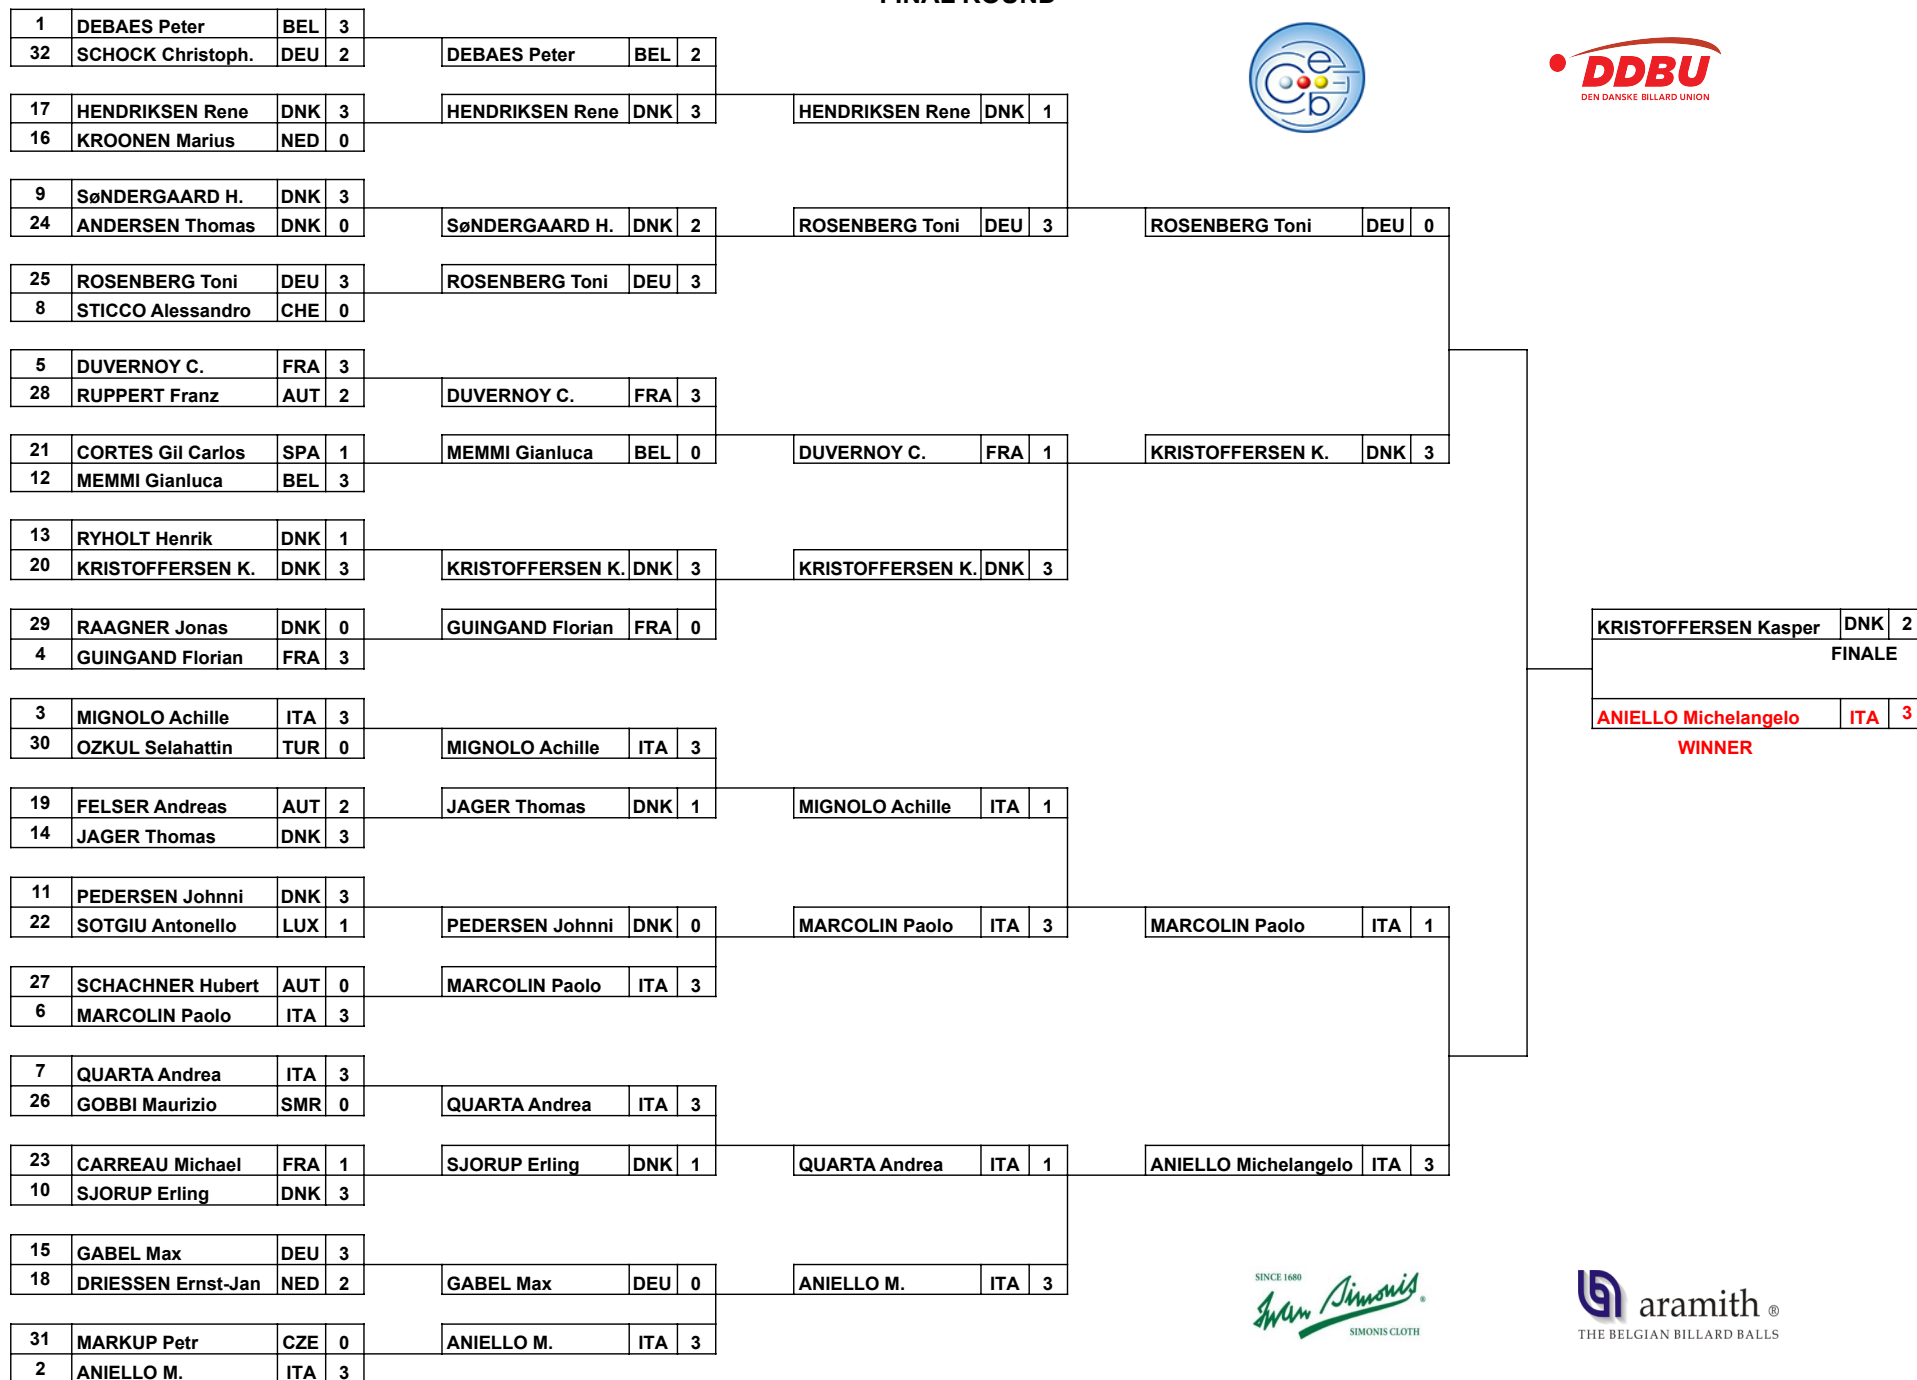 FINAL ROUND
1 DEBAES Peter BEL 3
32 SCHOCK Christoph. DEU 2
DEBAES Peter BEL 2
17 HENDRIKSEN Rene DNK 3
16 KROONEN Marius NED 0
HENDRIKSEN Rene DNK 3
HENDRIKSEN Rene DNK 1
9 SøNDERGAARD H. DNK 3
24 ANDERSEN Thomas DNK 0
SøNDERGAARD H. DNK 2
ROSENBERG Toni DEU 3
ROSENBERG Toni DEU 0
25 ROSENBERG Toni DEU 3
8 STICCO Alessandro CHE 0
ROSENBERG Toni DEU 3
5 DUVERNOY C. FRA 3
28 RUPPERT Franz AUT 2
DUVERNOY C. FRA 3
21 CORTES Gil Carlos SPA 1
12 MEMMI Gianluca BEL 3
MEMMI Gianluca BEL 0
DUVERNOY C. FRA 1
KRISTOFFERSEN K. DNK 3
13 RYHOLT Henrik DNK 1
20 KRISTOFFERSEN K. DNK 3
KRISTOFFERSEN K. DNK 3
KRISTOFFERSEN K. DNK 3
29 RAAGNER Jonas DNK 0
4 GUINGAND Florian FRA 3
GUINGAND Florian FRA 0
KRISTOFFERSEN Kasper DNK 2
FINALE
ANIELLO Michelangelo ITA 3
WINNER
3 MIGNOLO Achille ITA 3
30 OZKUL Selahattin TUR 0
MIGNOLO Achille ITA 3
19 FELSER Andreas AUT 2
14 JAGER Thomas DNK 3
JAGER Thomas DNK 1
MIGNOLO Achille ITA 1
11 PEDERSEN Johnni DNK 3
22 SOTGIU Antonello LUX 1
PEDERSEN Johnni DNK 0
MARCOLIN Paolo ITA 3
MARCOLIN Paolo ITA 1
27 SCHACHNER Hubert AUT 0
6 MARCOLIN Paolo ITA 3
MARCOLIN Paolo ITA 3
7 QUARTA Andrea ITA 3
26 GOBBI Maurizio SMR 0
QUARTA Andrea ITA 3
23 CARREAU Michael FRA 1
10 SJORUP Erling DNK 3
SJORUP Erling DNK 1
QUARTA Andrea ITA 1
ANIELLO Michelangelo ITA 3
15 GABEL Max DEU 3
18 DRIESSEN Ernst-Jan NED 2
GABEL Max DEU 0
ANIELLO M. ITA 3
31 MARKUP Petr CZE 0
2 ANIELLO M. ITA 3
ANIELLO M. ITA 3
ceb
DDBU
DEN DANSKE BILLARD UNION
SINCE 1680
Iwan Simonis ®
SIMONIS CLOTH
aramith ®
THE BELGIAN BILLARD BALLS